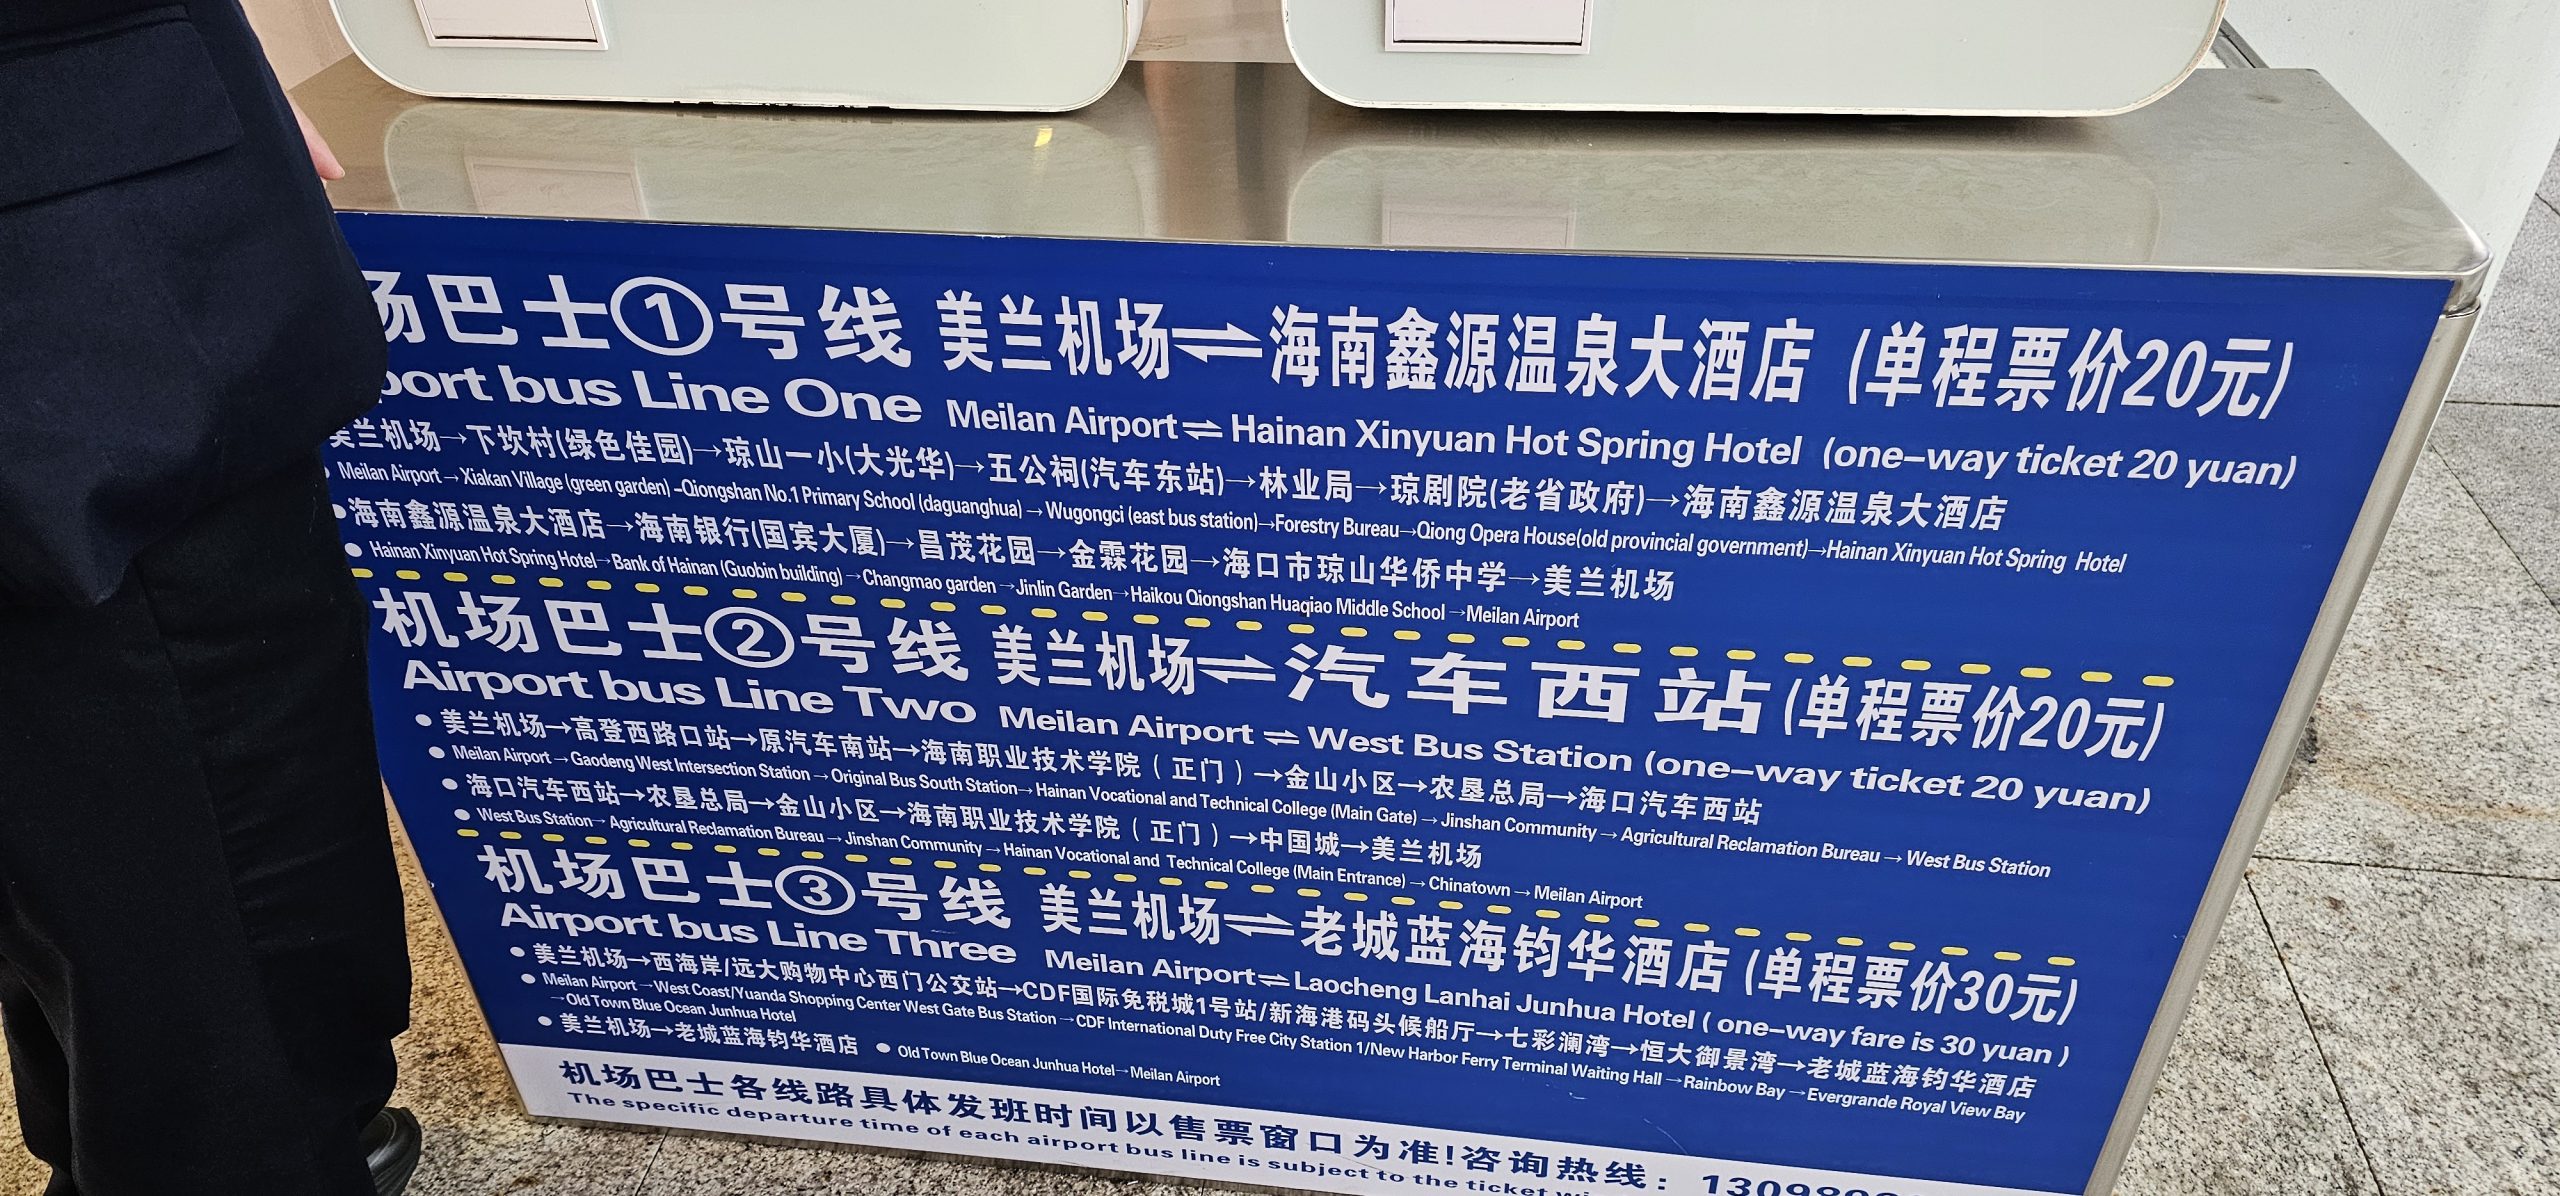 场巴士①号线 美兰机场⇌海南鑫源温泉大酒店 (单程票价20元)
port bus Line One Meilan Airport⇌Hainan Xinyuan Hot Spring Hotel (one-way ticket 20 yuan)
美兰机场→下坎村(绿色佳园)→琼山一小(大光华)→五公祠(汽车东站)→林业局→琼剧院(老省政府)→海南鑫源温泉大酒店
Meilan Airport→Xiakan Village (green garden) -Qiongshan No.1 Primary School (daguanghua)→Wugongci (east bus station)→Forestry Bureau→Qiong Opera House(old provincial government)→Hainan Xinyuan Hot Spring Hotel
●海南鑫源温泉大酒店→海南银行(国宾大厦)→昌茂花园→金霖花园→海口市琼山华侨中学→美兰机场
● Hainan Xinyuan Hot Spring Hotel→Bank of Hainan (Guobin building)→Changmao garden→Jinlin Garden→Haikou Qiongshan Huaqiao Middle School→Meilan Airport
机场巴士②号线 美兰机场⇌汽车西站(单程票价20元)
Airport bus Line Two Meilan Airport⇌West Bus Station (one-way ticket 20 yuan)
● 美兰机场→高登西路口站→原汽车南站→海南职业技术学院(正门)→金山小区→农垦总局→海口汽车西站
● Meilan Airport→Gaodeng West Intersection Station→Original Bus South Station→Hainan Vocational and Technical College (Main Gate)→Jinshan Community→Agricultural Reclamation Bureau→West Bus Station
● 海口汽车西站→农垦总局→金山小区→海南职业技术学院(正门)→中国城→美兰机场
● West Bus Station→Agricultural Reclamation Bureau→Jinshan Community→Hainan Vocational and Technical College (Main Entrance)→Chinatown→Meilan Airport
机场巴士③号线 美兰机场⇌老城蓝海钧华酒店(单程票价30元)
Airport bus Line Three Meilan Airport⇌Laocheng Lanhai Junhua Hotel ( one-way fare is 30 yuan )
● 美兰机场→西海岸/远大购物中心西门公交站→CDF国际免税城1号站/新海港码头候船厅→七彩澜湾→恒大御景湾→老城蓝海钧华酒店
● Meilan Airport→West Coast/Yuanda Shopping Center West Gate Bus Station→CDF International Duty Free City Station 1/New Harbor Ferry Terminal Waiting Hall→Rainbow Bay→Evergrande Royal View Bay
→Old Town Blue Ocean Junhua Hotel
● 美兰机场→老城蓝海钧华酒店 ● Old Town Blue Ocean Junhua Hotel→Meilan Airport
机场巴士各线路具体发班时间以售票窗口为准!咨询热线:130
The specific departure time of each airport bus line is subject to the ticket